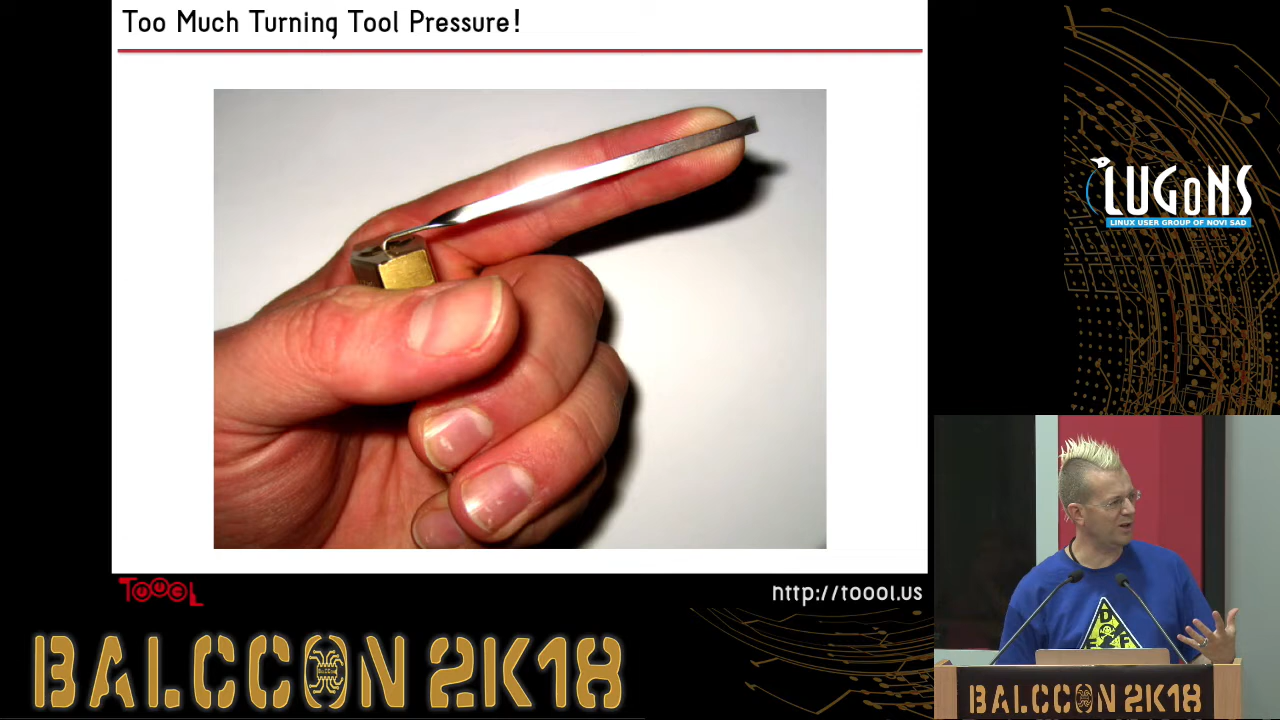 Too Much Turning Tool Pressure!
LUGoNS
LINUX USER GROUP OF NOVI SAD
TOOOL
http://toool.us
BALCCON 2K18
BALCCON 2K18